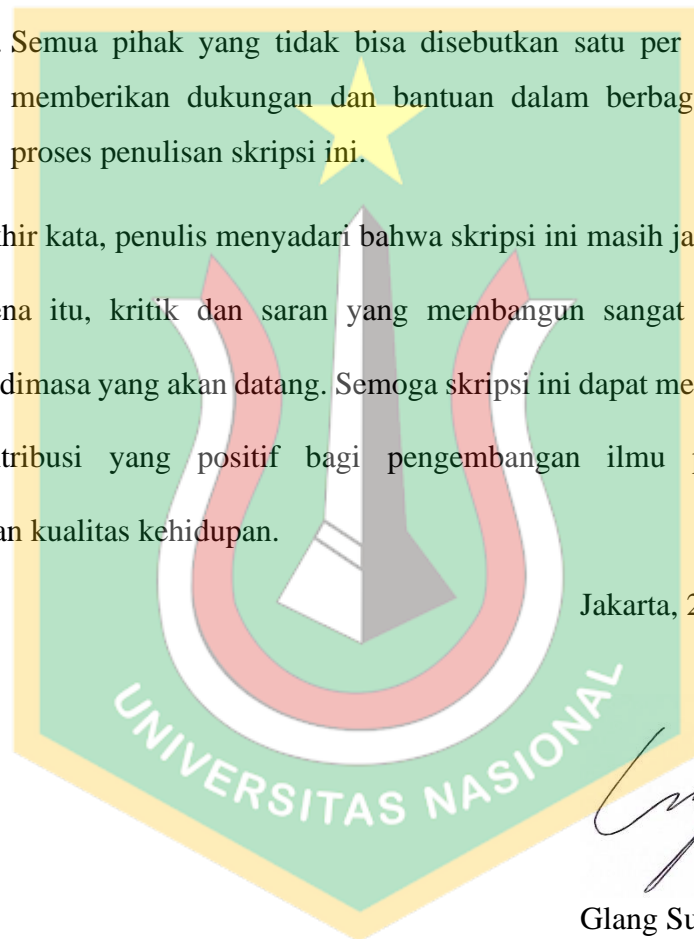 Semua pihak yang tidak bisa disebutkan satu per
memberikan dukungan dan bantuan dalam berbag
proses penulisan skripsi ini.
hir kata, penulis menyadari bahwa skripsi ini masih ja
na itu, kritik dan saran yang membangun sangat
dimasa yang akan datang. Semoga skripsi ini dapat me
tribusi yang positif bagi pengembangan ilmu p
an kualitas kehidupan.
Jakarta, 2
UNIVERSITAS NASIONAL
Glang Su